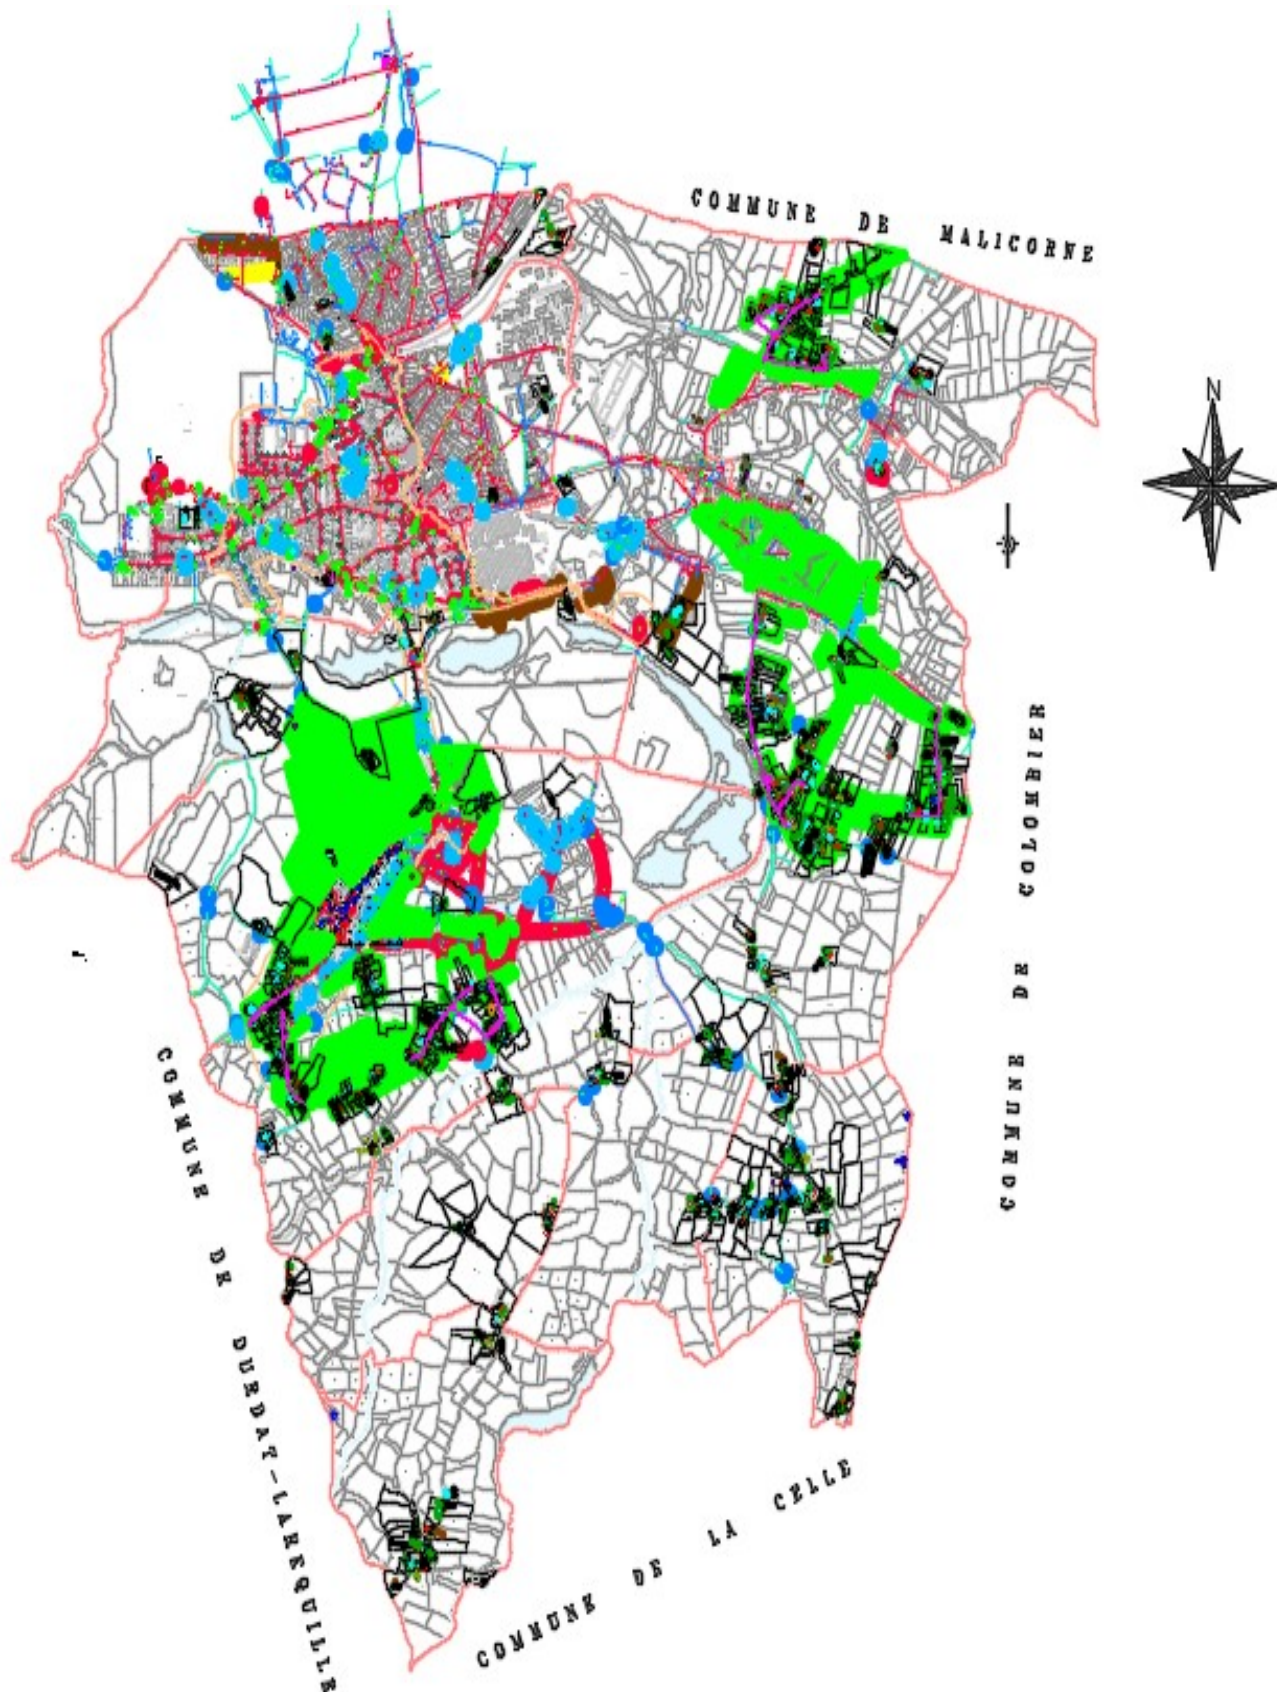 COMMUNE DE MALICORNE
N
COMMUNE DE COLOMBIER
COMMUNE DE DURDAT-LAREQUILLE
COMMUNE DE LA CELLE